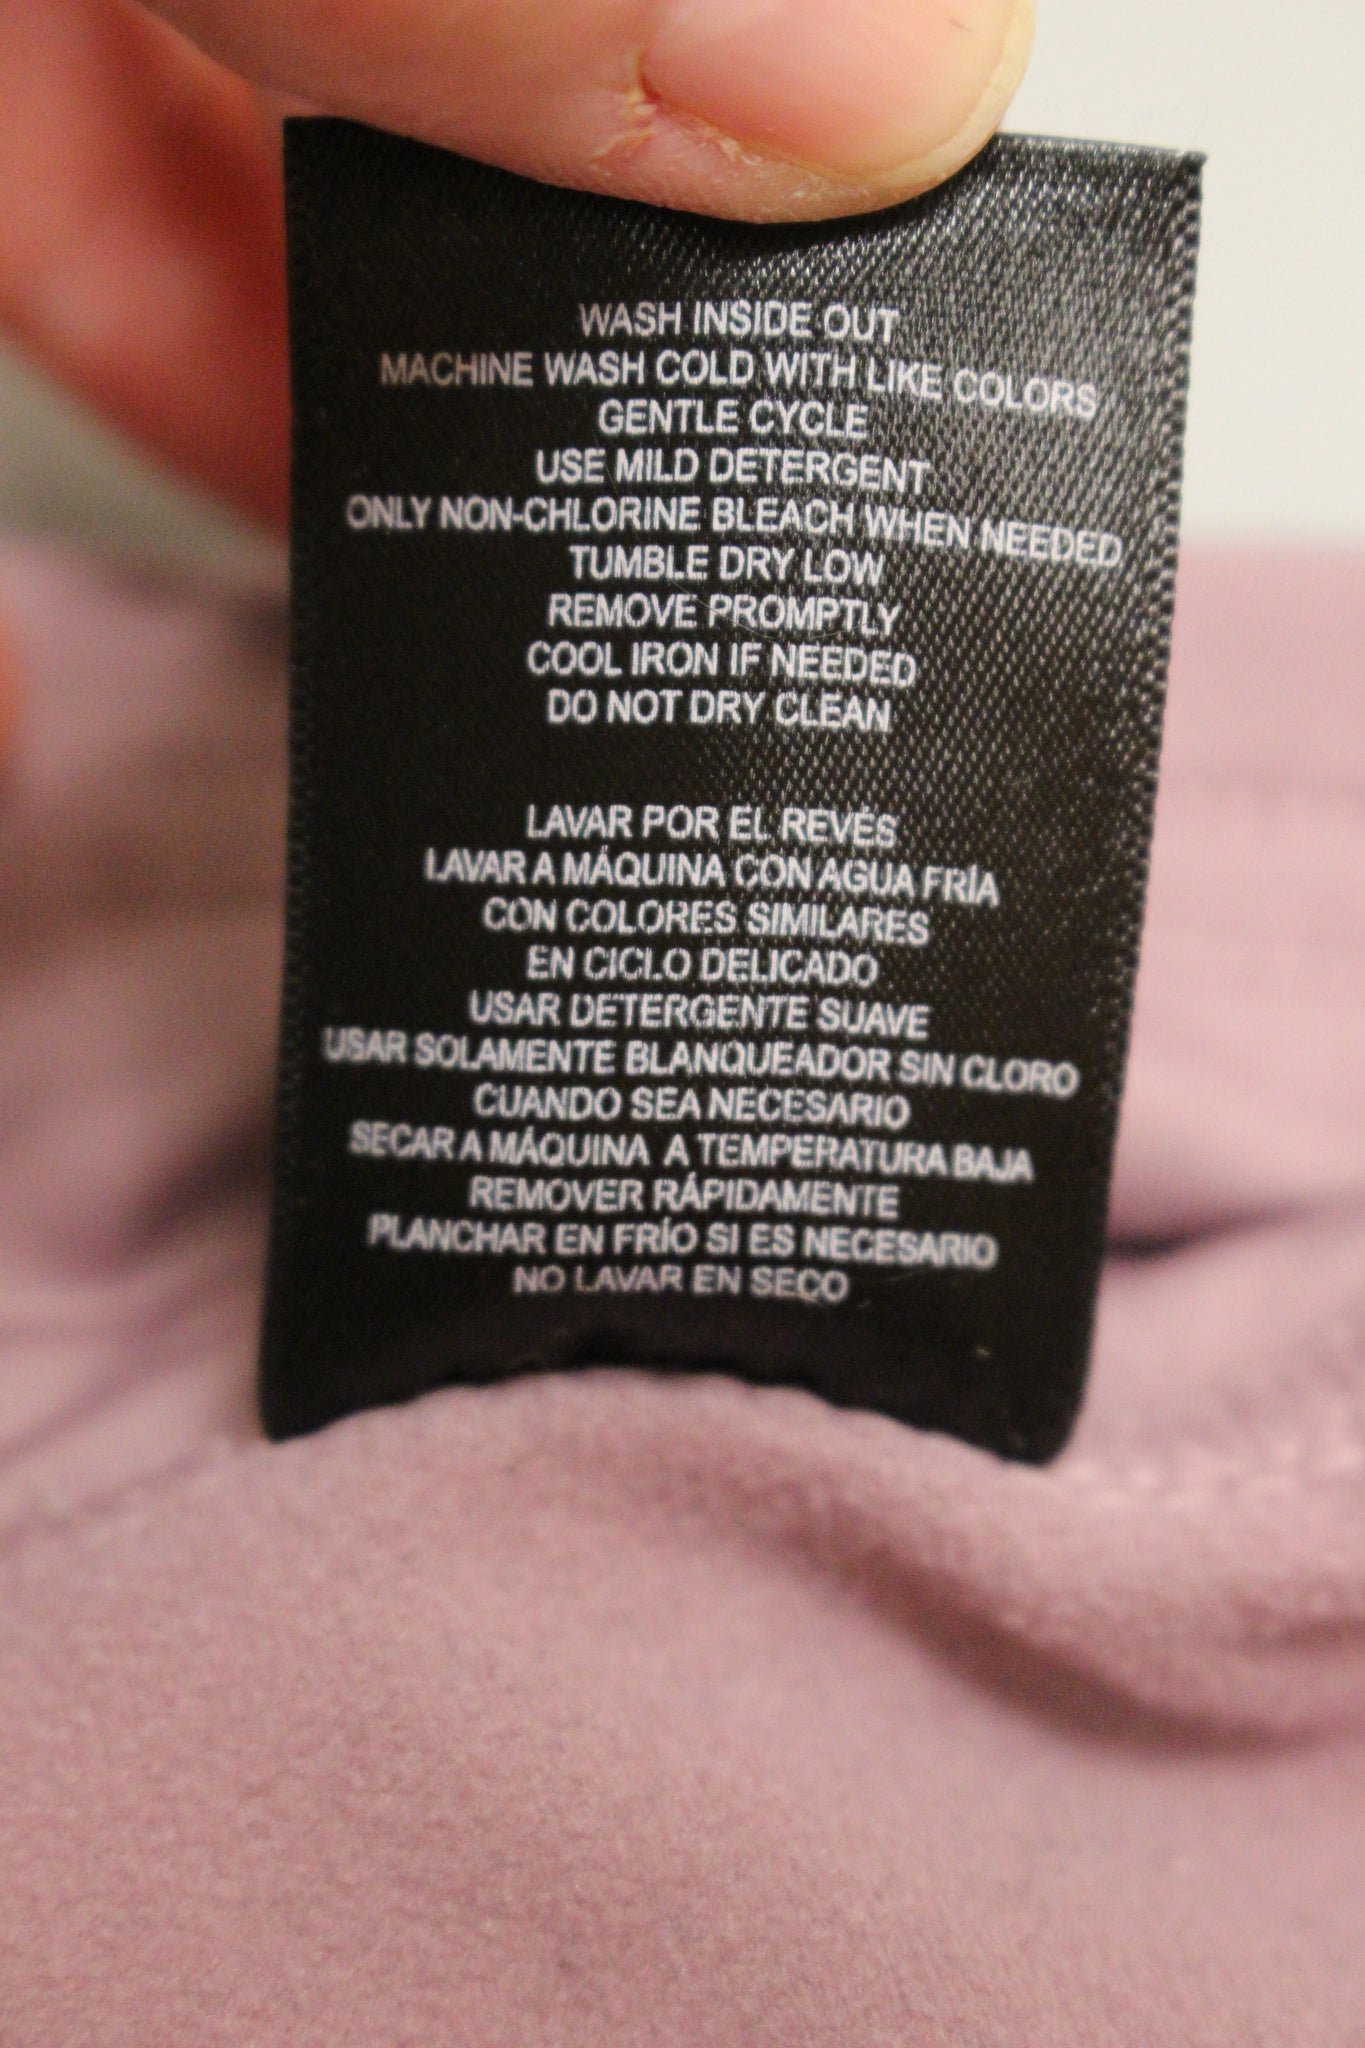 WASH INSIDE OUT
MACHINE WASH COLD WITH LIKE COLORS
GENTLE CYCLE
USE MILD DETERGENT
ONLY NON-CHLORINE BLEACH WHEN NEEDED
TUMBLE DRY LOW
REMOVE PROMPTLY
COOL IRON IF NEEDED
DO NOT DRY CLEAN
LAVAR POR EL REVÉS
LAVAR A MÁQUINA CON AGUA FRÍA
CON COLORES SIMILARES
EN CICLO DELICADO
USAR DETERGENTE SUAVE
USAR SOLAMENTE BLANQUEADOR SIN CLORO
CUANDO SEA NECESARIO
SECAR A MÁQUINA A TEMPERATURA BAJA
REMOVER RÁPIDAMENTE
PLANCHAR EN FRÍO SI ES NECESARIO
NO LAVAR EN SECO